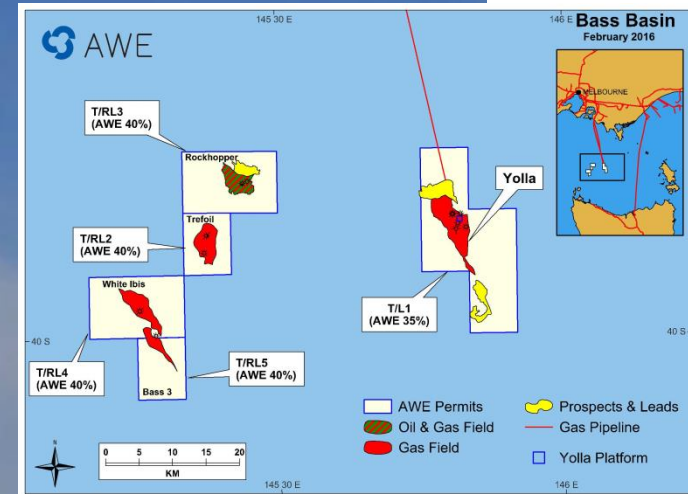 145 30 E
146 E
Bass Basin
February 2016
AWE
MELBOURNE
T/RL3
(AWE 40%)
Rockhopper
Yolla
Trefoil
T/RL2
(AWE 40%)
White Ibis
T/L1
(AWE 35%)
40 S
40 S
T/RL4
(AWE 40%)
T/RL5
(AWE 40%)
Bass 3
AWE Permits
Prospects & Leads
Oil & Gas Field
Gas Pipeline
Gas Field
Yolla Platform
N
0 5 10 15 20
KM
145 30 E
146 E